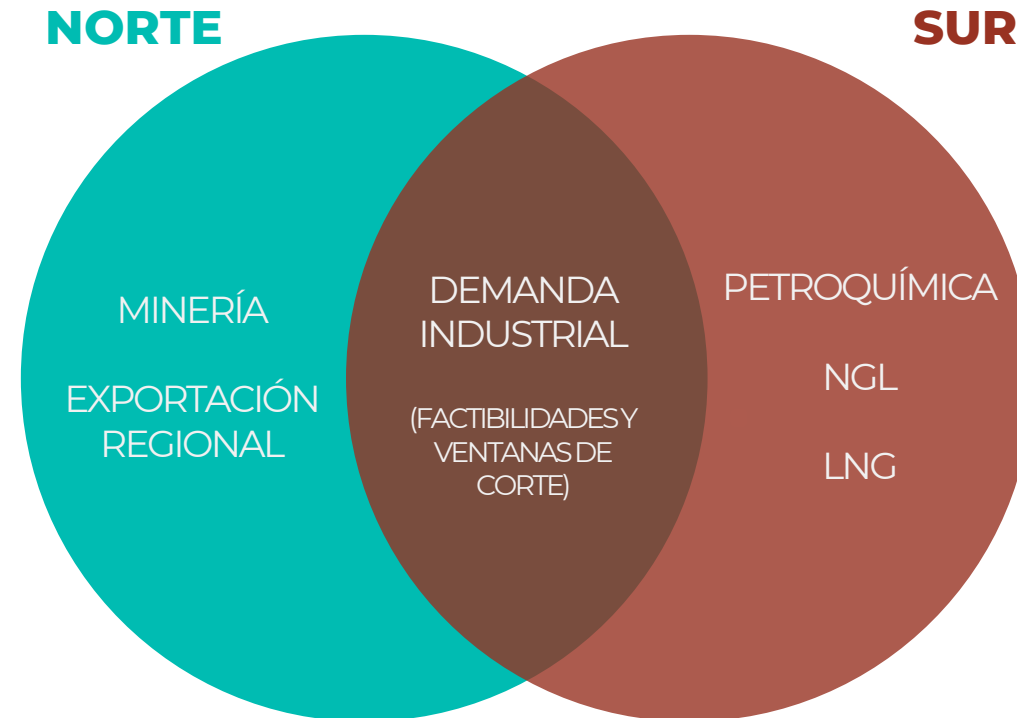 NORTE
SUR
MINERÍA
EXPORTACIÓN
REGIONAL
DEMANDA
INDUSTRIAL
(FACTIBILIDADES Y
VENTANAS DE
CORTE)
PETROQUÍMICA
NGL
LNG